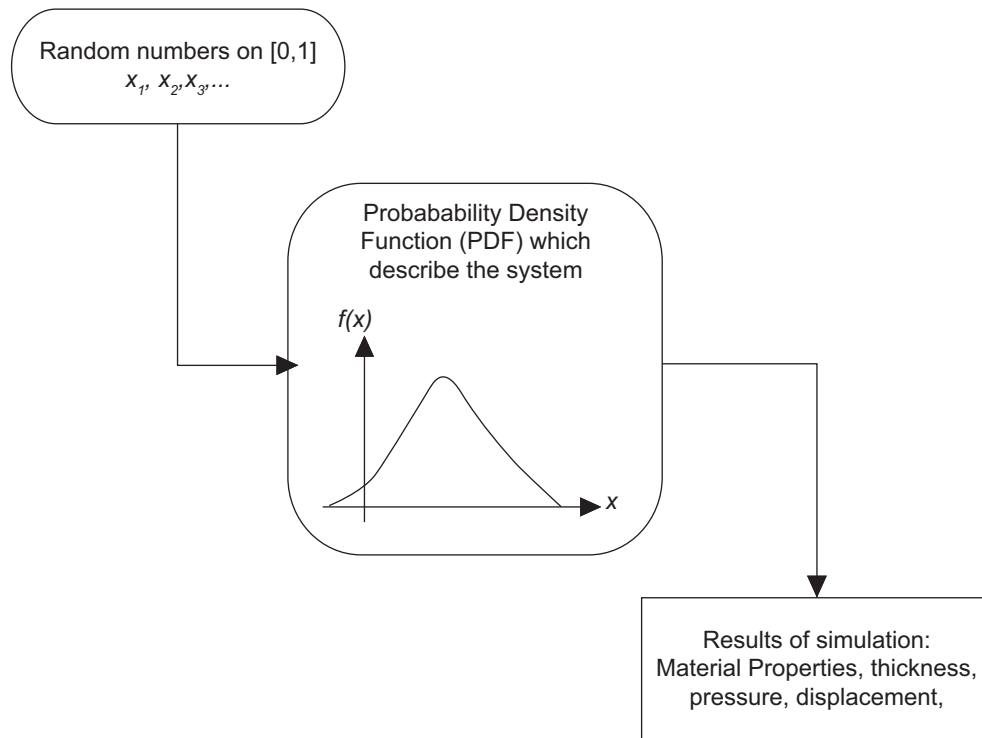 Random numbers on [0,1]
x₁, x₂,x₃,...
Probabability Density
Function (PDF) which
describe the system
f(x)
x
Results of simulation:
Material Properties, thickness,
pressure, displacement,